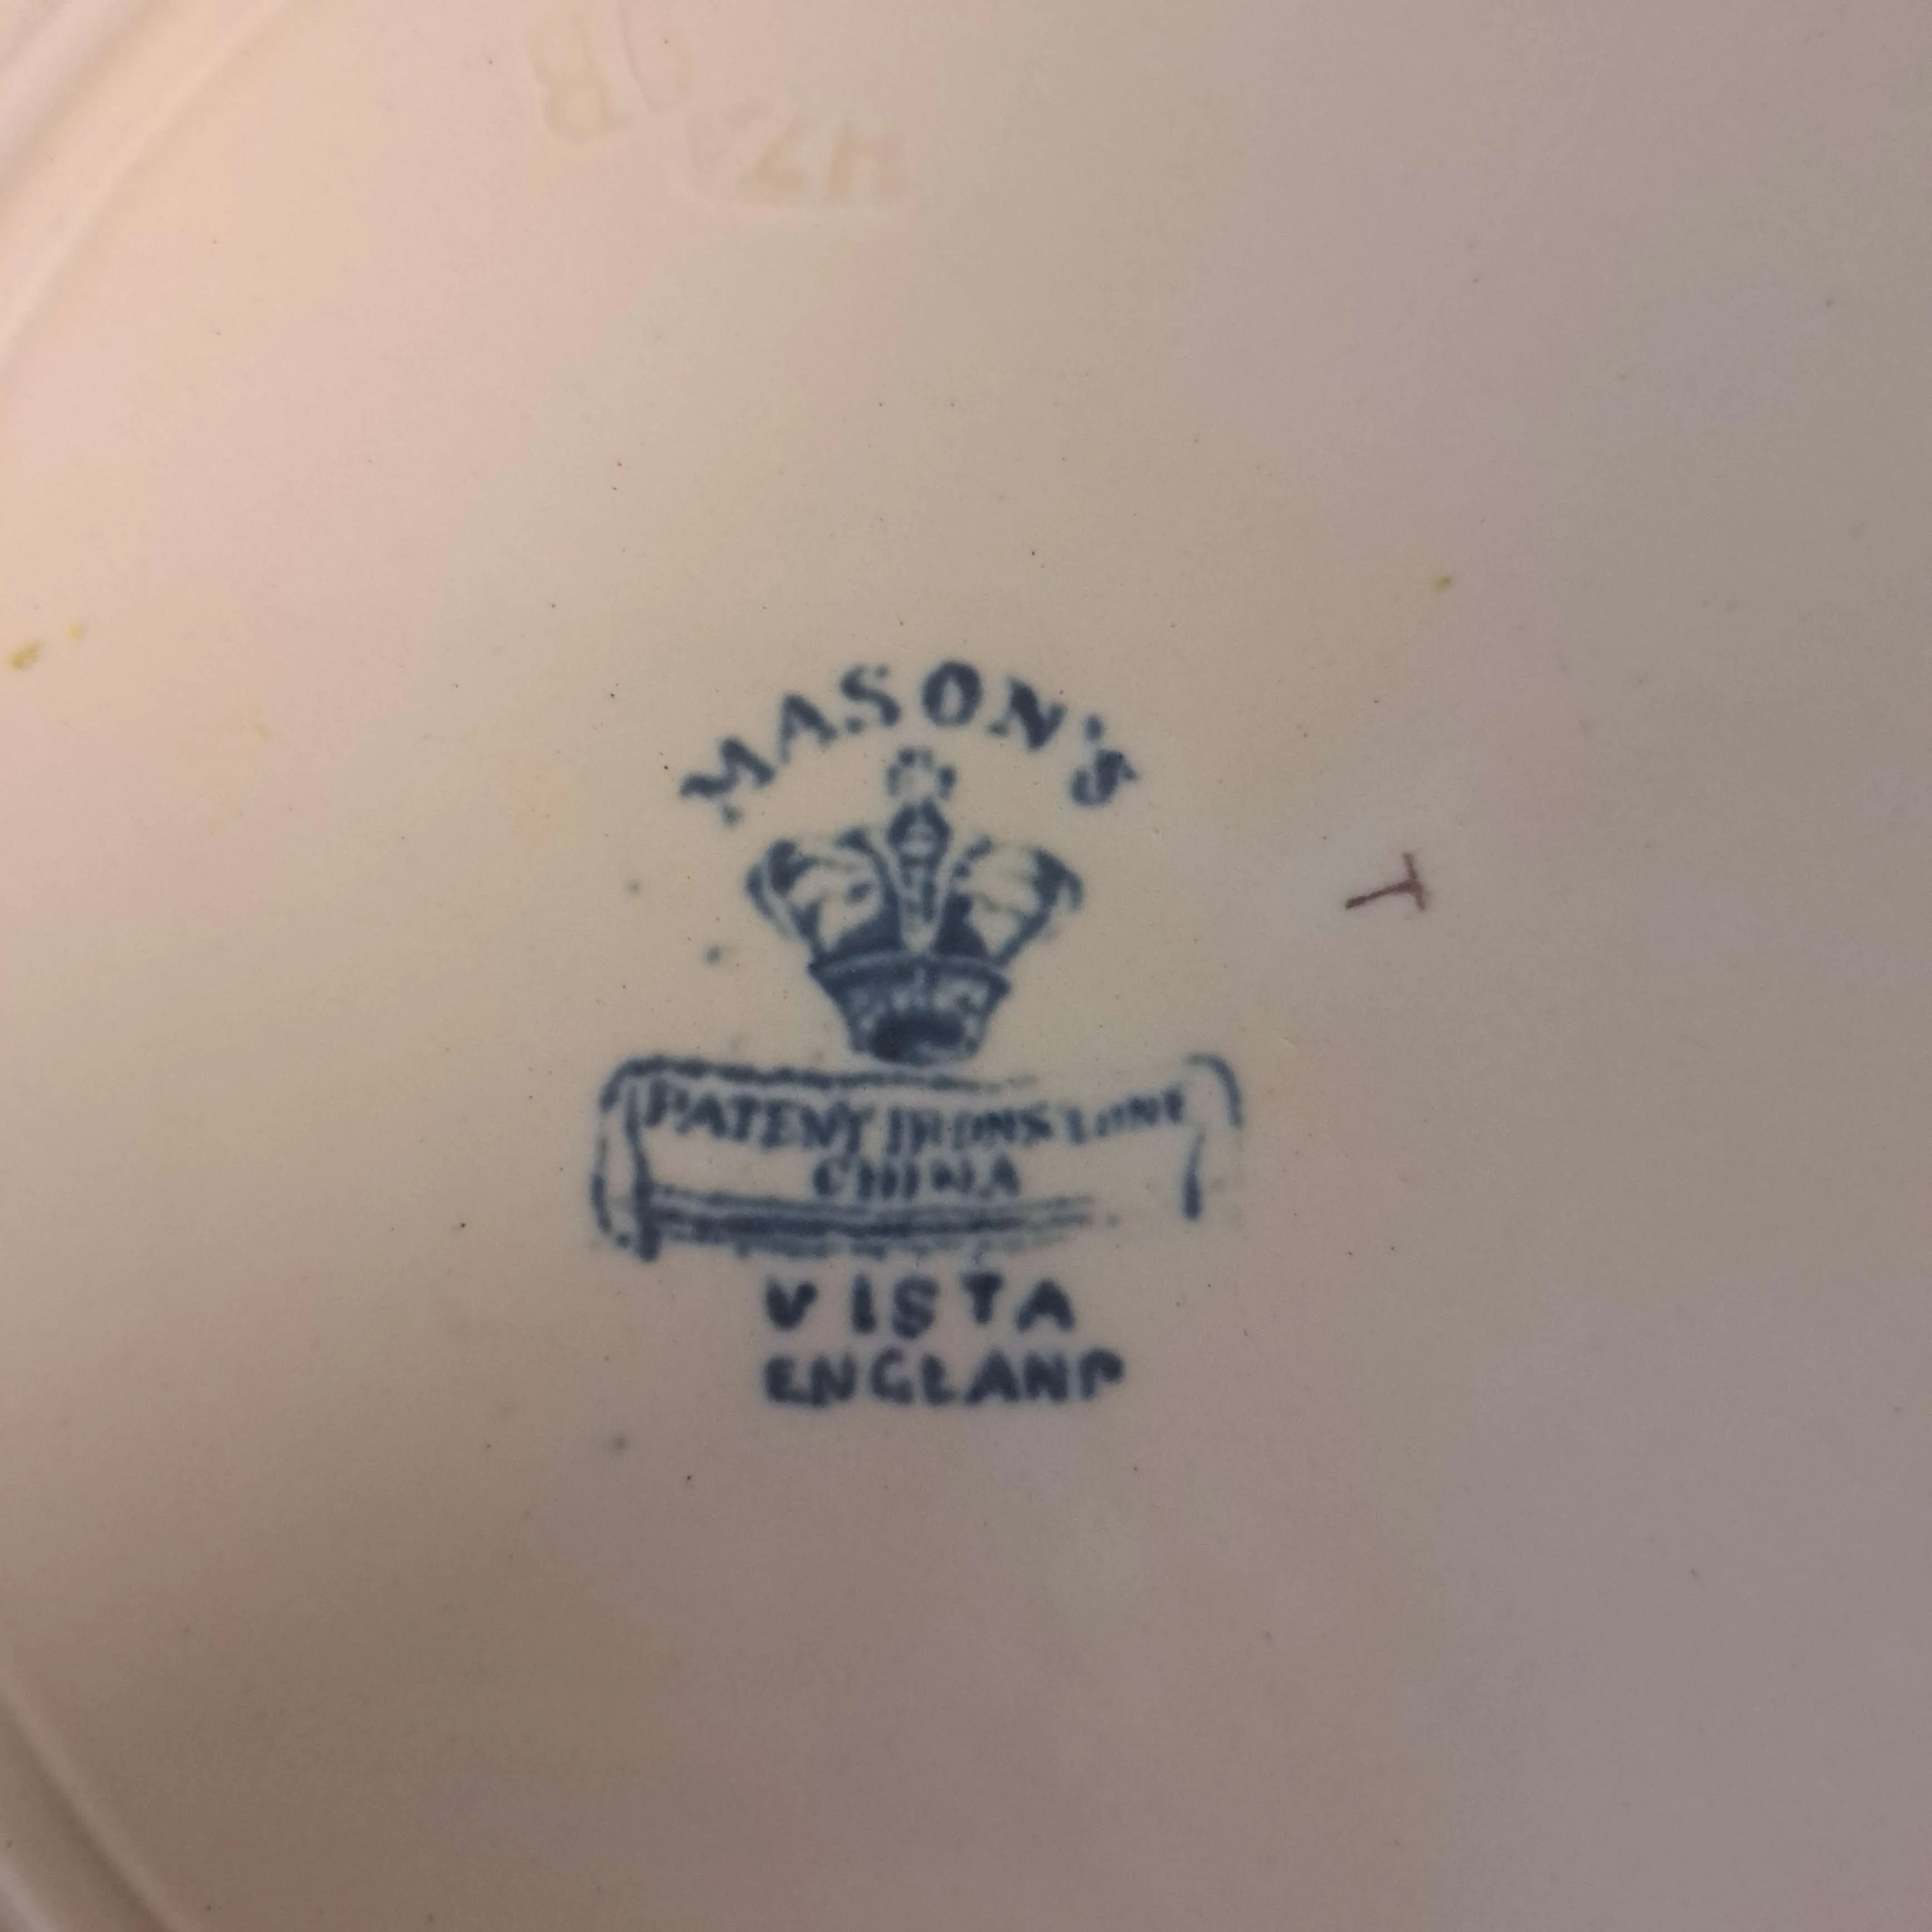 MASON'S
PATENT IRONSTONE
CHINA
VISTA
ENGLAND
T